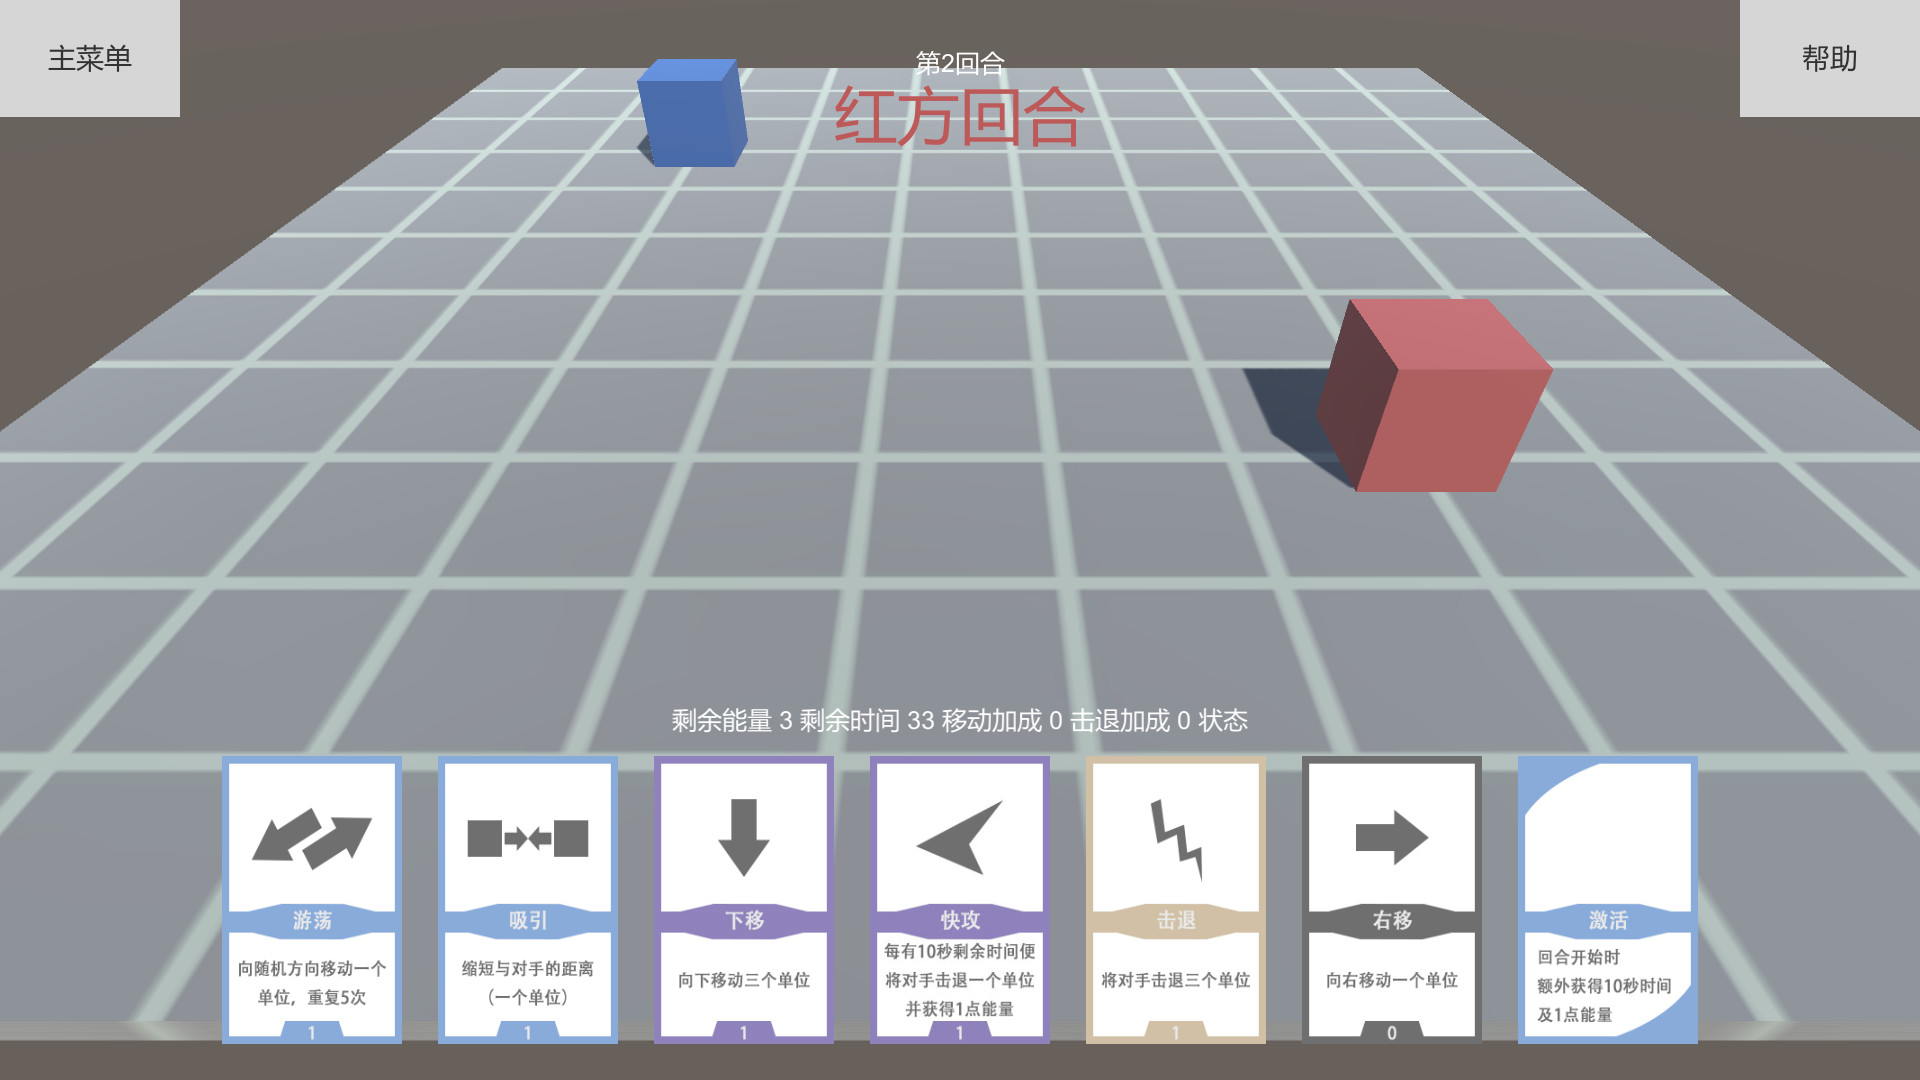 主菜单
第2回合
帮助
红方回合
剩余能量 3 剩余时间 33 移动加成 0 击退加成 0 状态
游荡
向随机方向移动一个
单位，重复5次
1
吸引
缩短与对手的距离
（一个单位）
1
下移
向下移动三个单位
1
快攻
每有10秒剩余时间便
将对手击退一个单位
并获得1点能量
1
击退
将对手击退三个单位
1
右移
向右移动一个单位
0
激活
回合开始时
额外获得10秒时间
及1点能量